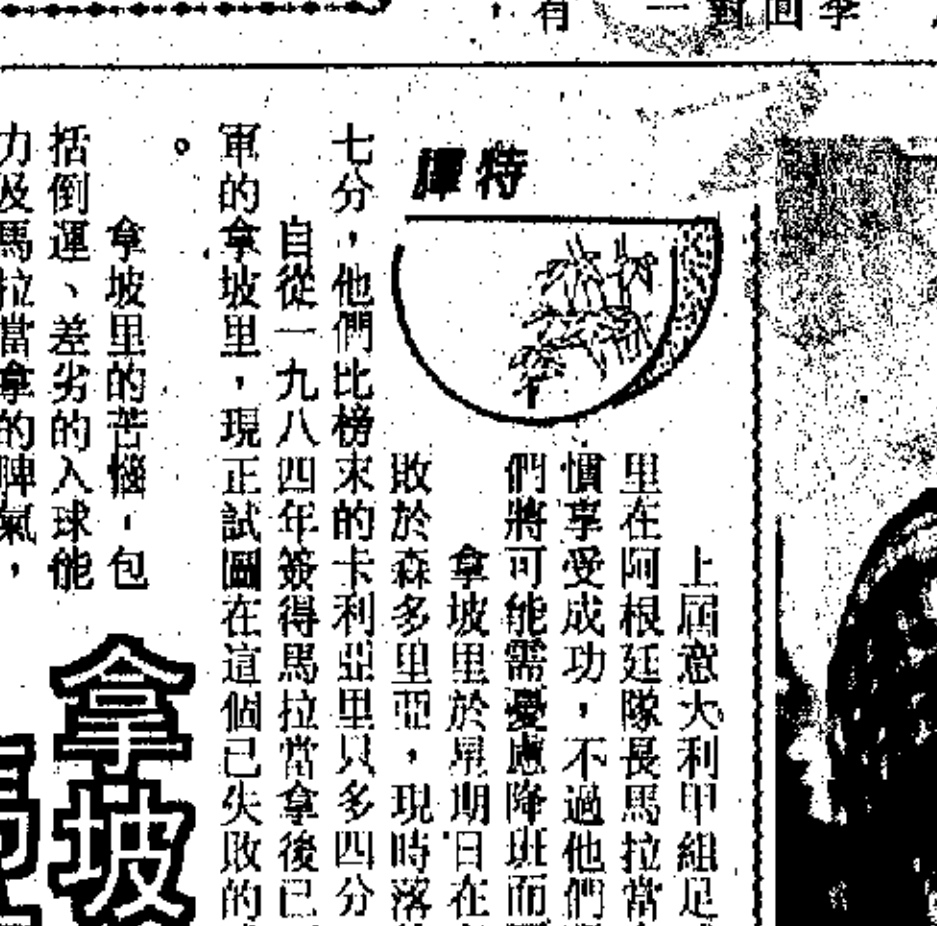 特譯
上屆意大利甲組足
里在阿根廷隊長馬拉當
慣享受成功，不過他們
們將可能需憂慮降班而
拿坡里於星期日在
敗於森多里亞，現時落
七分，他們比榜末的卡利亞里只多四分
自從一九八四年簽得馬拉當拿後已
軍的拿坡里，現正試圖在這個已失敗的
。
拿坡里的苦惱，包
括倒運、差劣的入球能
力及馬拉當拿的脾氣，
拿坡